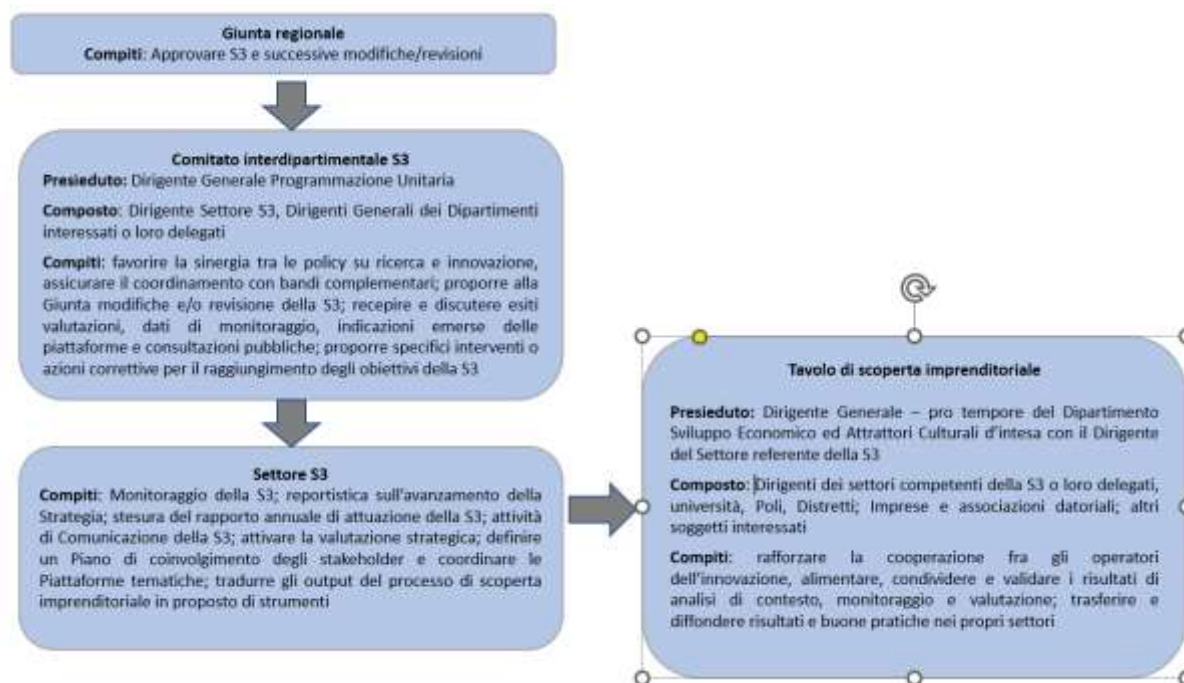 Giunta regionale
Compiti: Approvare S3 e successive modifiche/revisioni
Comitato interdipartimentale S3
Presieduto: Dirigente Generale Programmazione Unitaria
Composto: Dirigente Settore S3, Dirigenti Generali dei Dipartimenti
interessati o loro delegati
Compiti: favorire la sinergia tra le policy su ricerca e innovazione,
assicurare il coordinamento con bandi complementari; proporre alla
Giunta modifiche e/o revisione della S3; recepire e discutere esiti
valutazioni, dati di monitoraggio, indicazioni emerse delle
piattaforme e consultazioni pubbliche; proporre specifici interventi o
azioni correttive per il raggiungimento degli obiettivi della S3
Settore S3
Compiti: Monitoraggio della S3; reportistica sull'avanzamento della
Strategia; stesura del rapporto annuale di attuazione della S3; attività
di Comunicazione della S3; attivare la valutazione strategica; definire
un Piano di coinvolgimento degli stakeholder e coordinare le
Piattaforme tematiche; tradurre gli output del processo di scoperta
imprenditoriale in proposto di strumenti
Tavolo di scoperta imprenditoriale
Presieduto: Dirigente Generale – pro tempore del Dipartimento
Sviluppo Economico ed Attrattori Culturali d'intesa con il Dirigente
del Settore referente della S3
Composto: Dirigenti dei settori competenti della S3 o loro delegati,
università, Poli, Distretti; Imprese e associazioni datoriali; altri
soggetti interessati
Compiti: rafforzare la cooperazione fra gli operatori
dell'innovazione, alimentare, condividere e validare i risultati di
analisi di contesto, monitoraggio e valutazione; trasferire e
diffondere risultati e buone pratiche nei propri settori